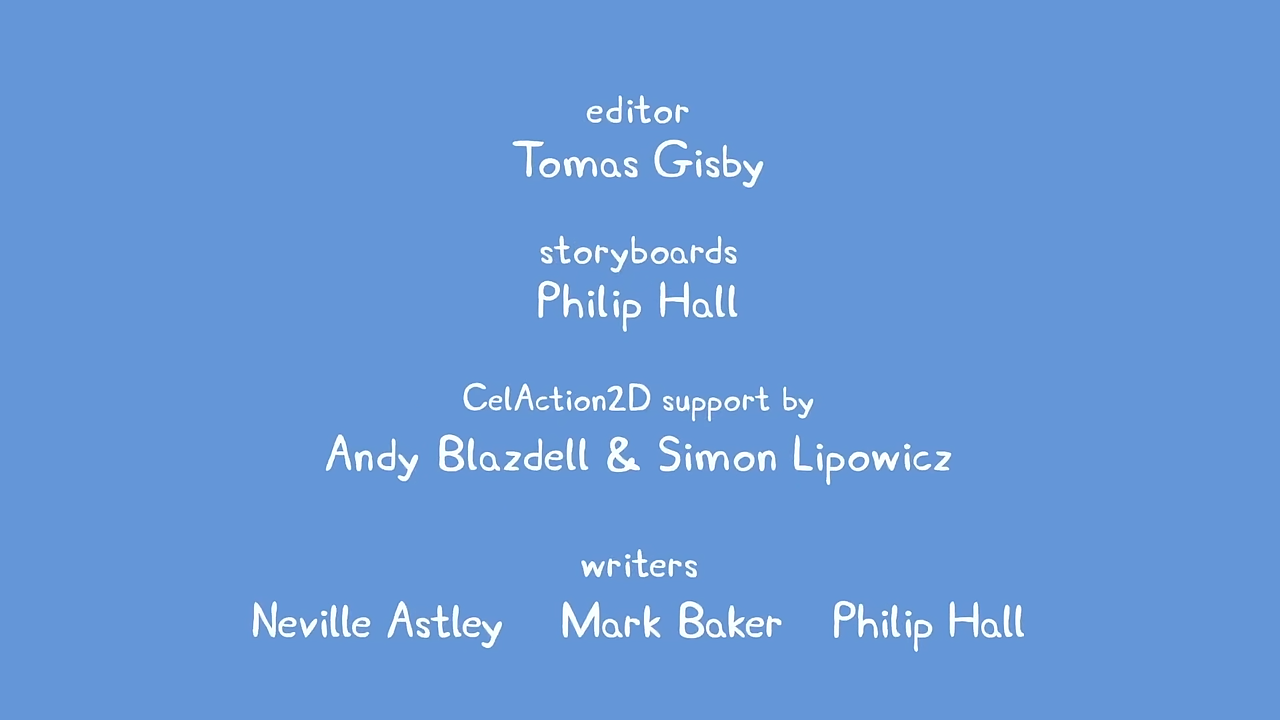 editor
Tomas Gisby
storyboards
Philip Hall
CelAction2D support by
Andy Blazdell & Simon Lipowicz
writers
Neville Astley Mark Baker Philip Hall